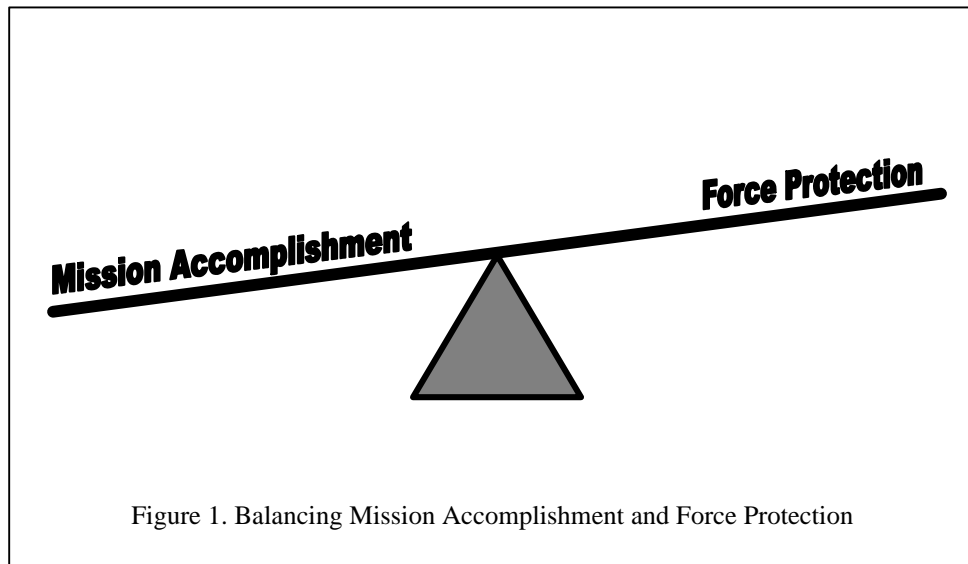 Force Protection
Mission Accomplishment
Figure 1. Balancing Mission Accomplishment and Force Protection